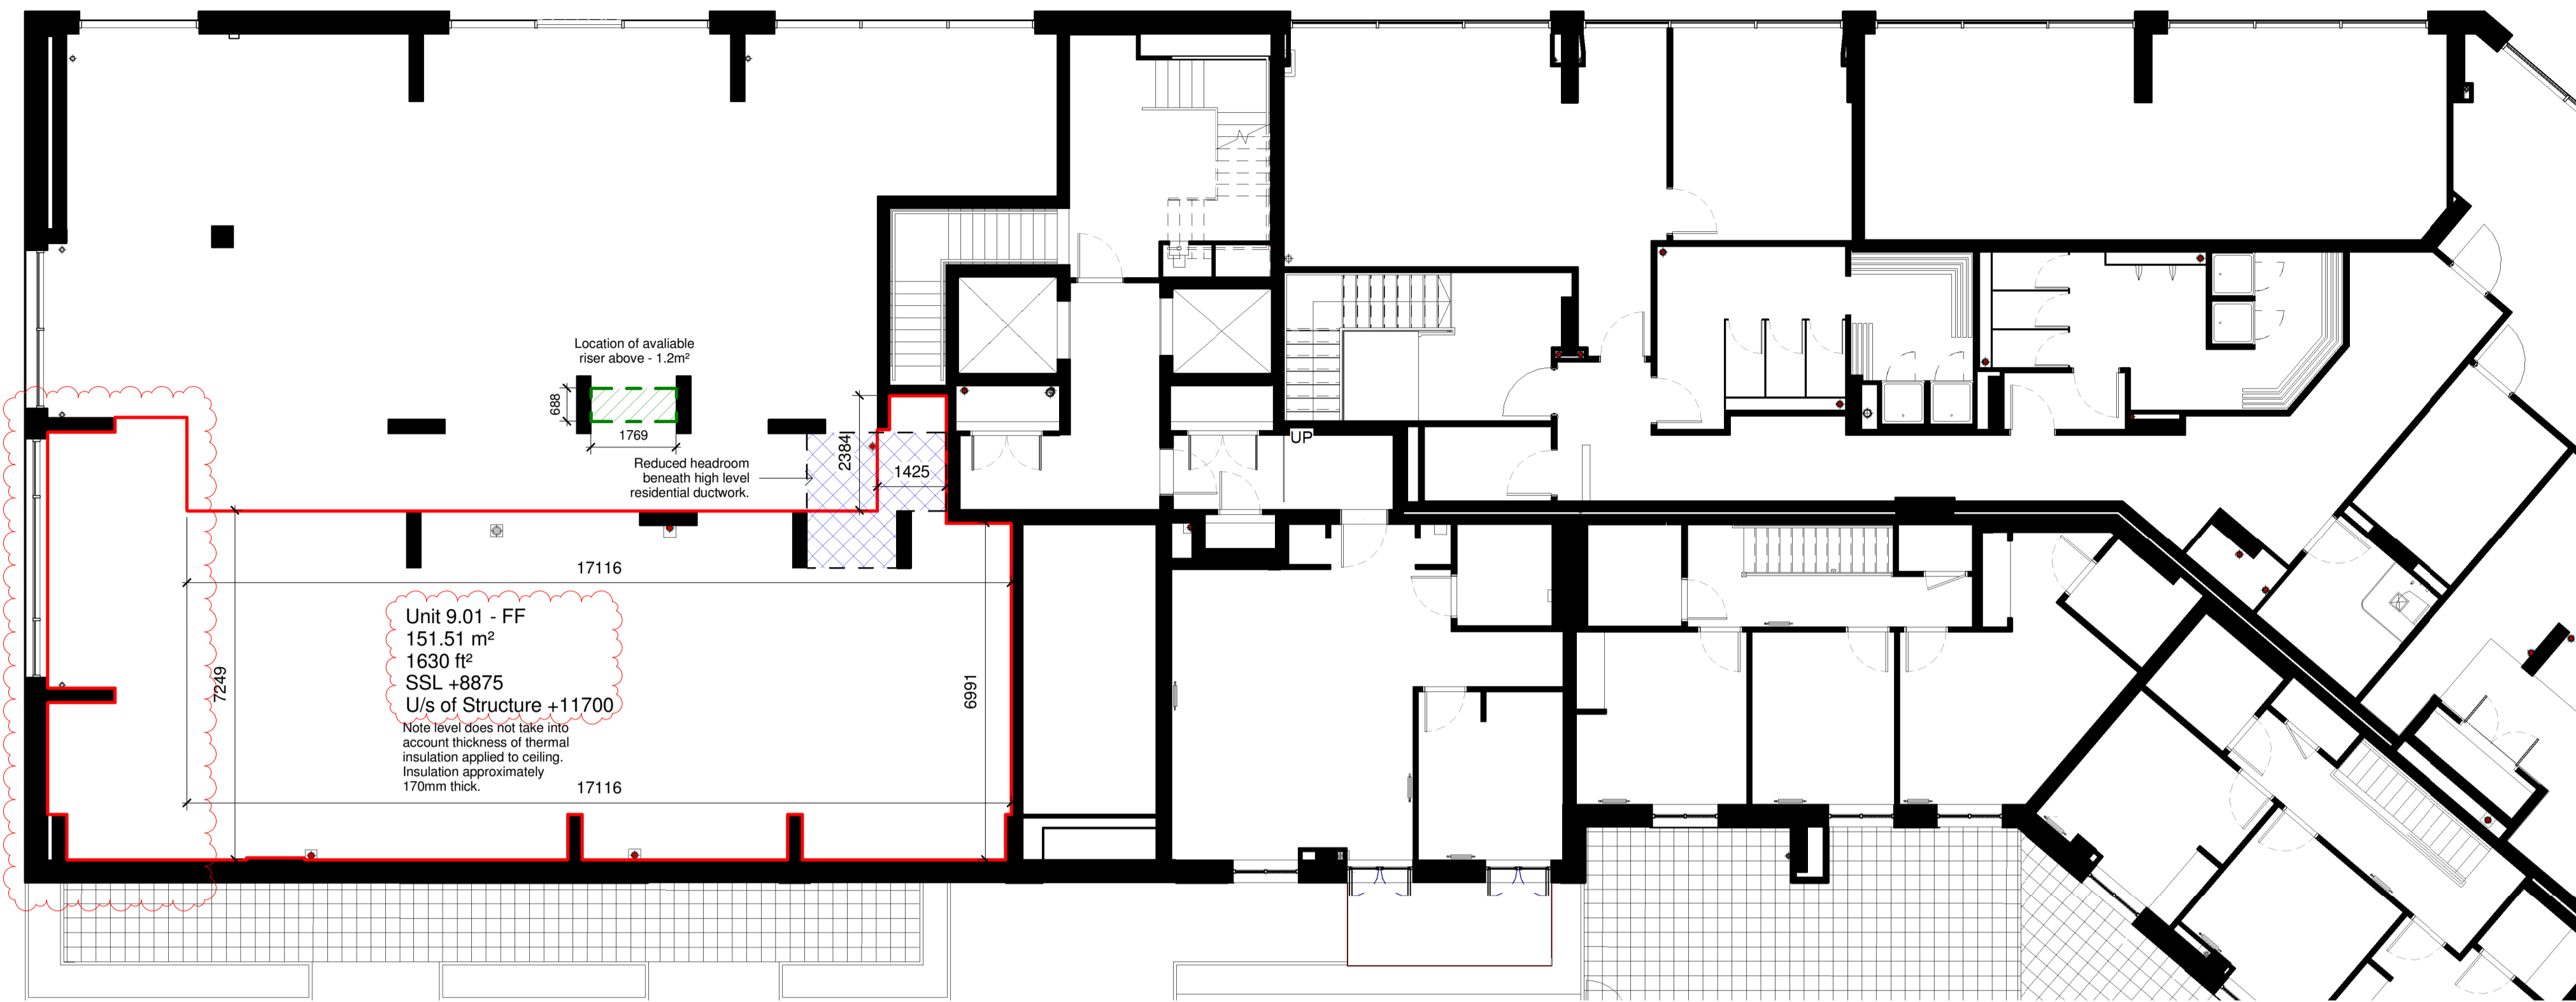 Location of avaliable
riser above - 1.2m²
688
1769
Reduced headroom
beneath high level
residential ductwork.
2384
1425
UP
17116
Unit 9.01 - FF
151.51 m²
1630 ft²
SSL +8875
U/s of Structure +11700
Note level does not take into
account thickness of thermal
insulation applied to ceiling.
Insulation approximately
170mm thick.
7249
6991
17116